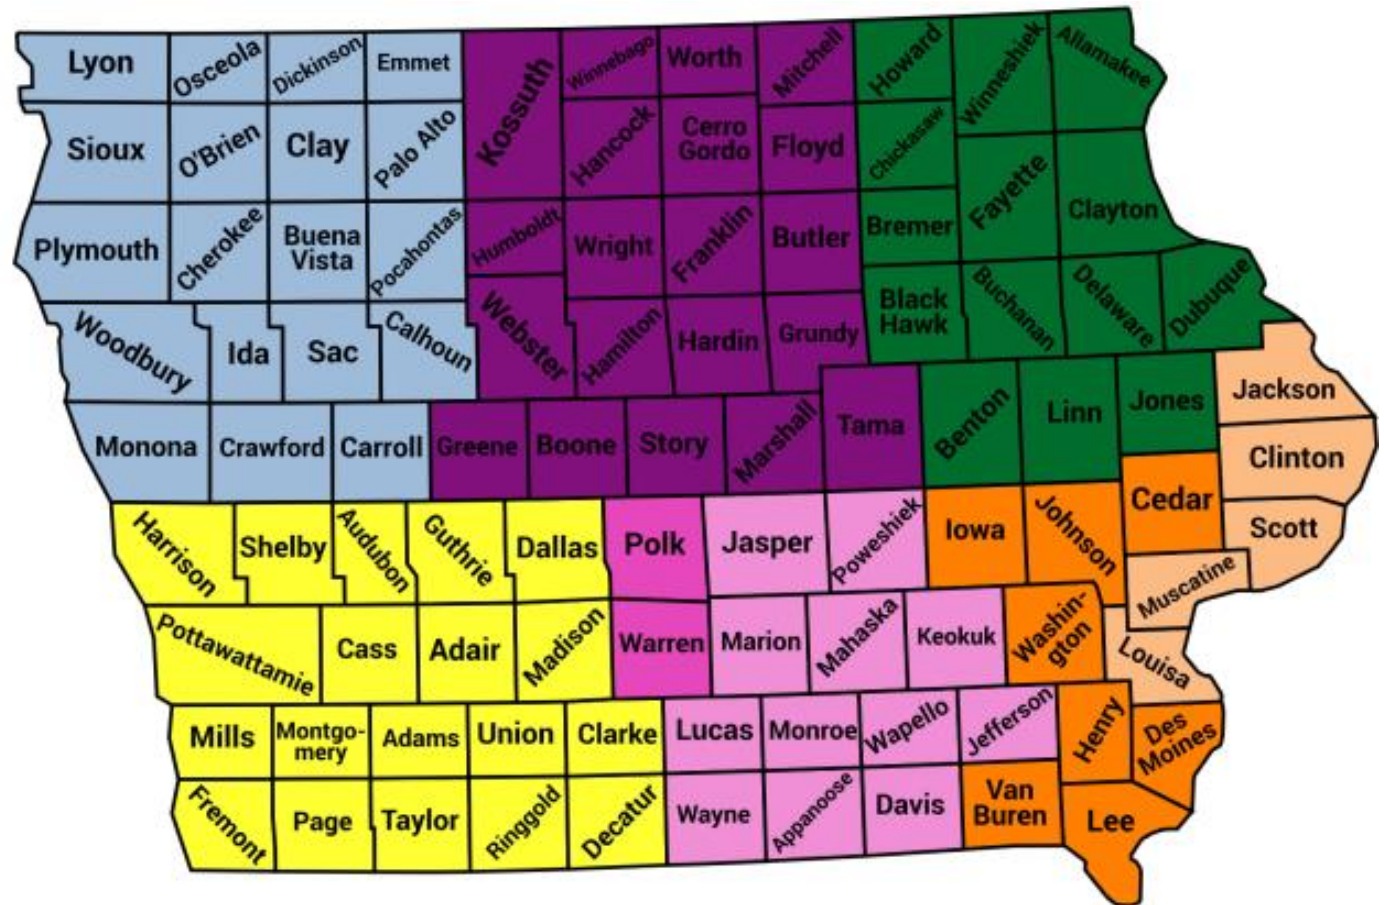 Lyon
Osceola
Dickinson
Emmet
Kossuth
Winnebago
Worth
Mitchell
Howard
Winneshiek
Allamakee
Sioux
O'Brien
Clay
Palo Alto
Hancock
Cerro
Gordo
Floyd
Chickasaw
Fayette
Clayton
Plymouth
Cherokee
Buena
Vista
Pocahontas
Humboldt
Wright
Franklin
Butler
Bremer
Woodbury
Ida
Sac
Calhoun
Webster
Hamilton
Hardin
Grundy
Black
Hawk
Buchanan
Delaware
Dubuque
Monona
Crawford
Carroll
Greene
Boone
Story
Marshall
Tama
Benton
Linn
Jones
Jackson
Clinton
Harrison
Shelby
Audubon
Guthrie
Dallas
Polk
Jasper
Poweshiek
Iowa
Johnson
Cedar
Scott
Muscatine
Pottawattamie
Cass
Adair
Madison
Warren
Marion
Mahaska
Keokuk
Washin-
gton
Louisa
Mills
Montgo-
mery
Adams
Union
Clarke
Lucas
Monroe
Wapello
Jefferson
Henry
Des
Moines
Fremont
Page
Taylor
Ringgold
Decatur
Wayne
Appanoose
Davis
Van
Buren
Lee